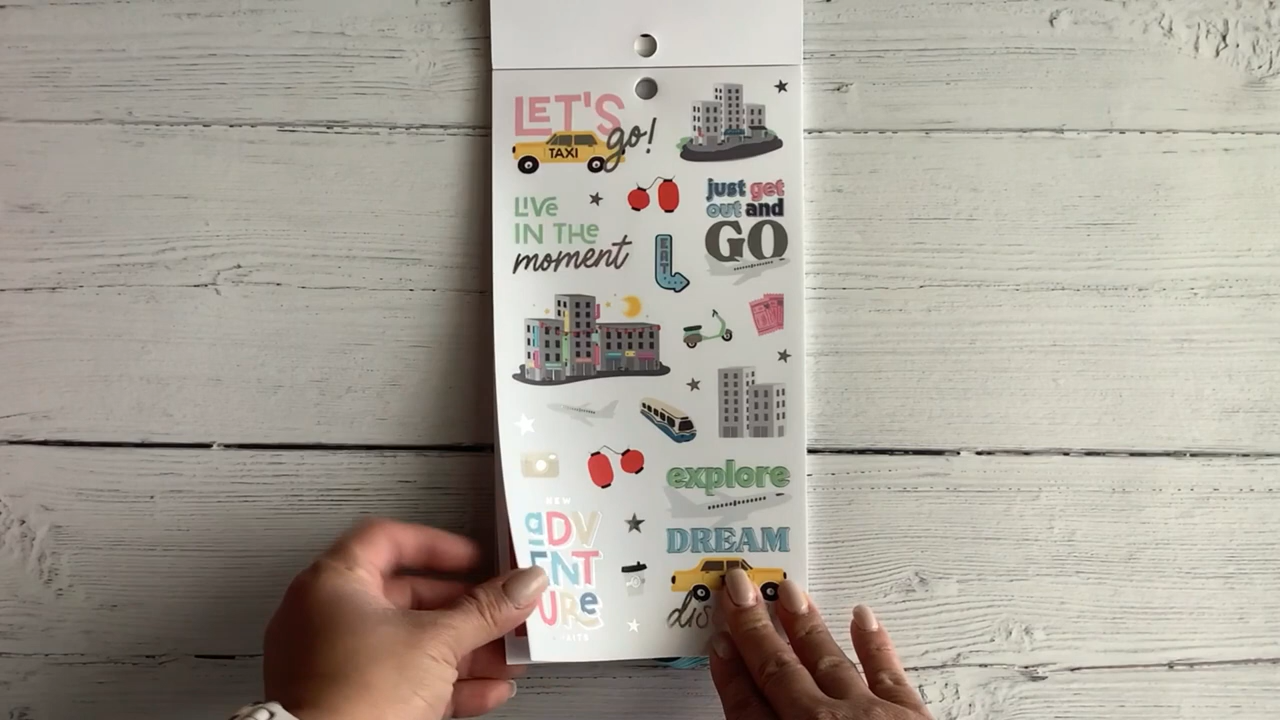 LET'S
go!
TAXI
LIVE
IN THE
moment
just get
out and
GO
EAT
explore
NEW
aDV
ENT
URe
DREAM